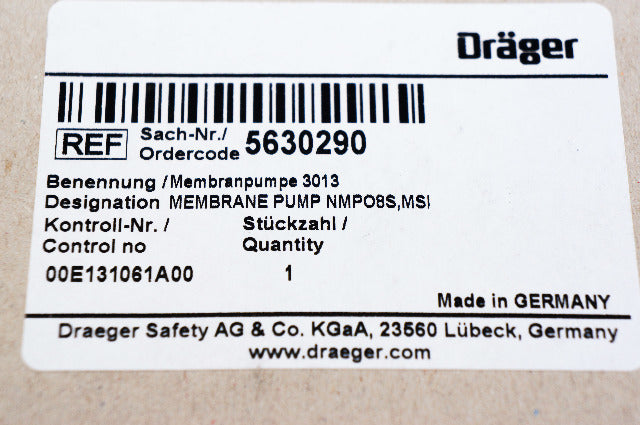 Dräger
REF Sach-Nr./ Ordercode 5630290
Benennung / Membranpumpe 3013
Designation MEMBRANE PUMP NMPO8S,MSI
Kontroll-Nr. / Stückzahl /
Control no Quantity
00E131061A00 1
Made in GERMANY
Draeger Safety AG & Co. KGaA, 23560 Lübeck, Germany
www.draeger.com